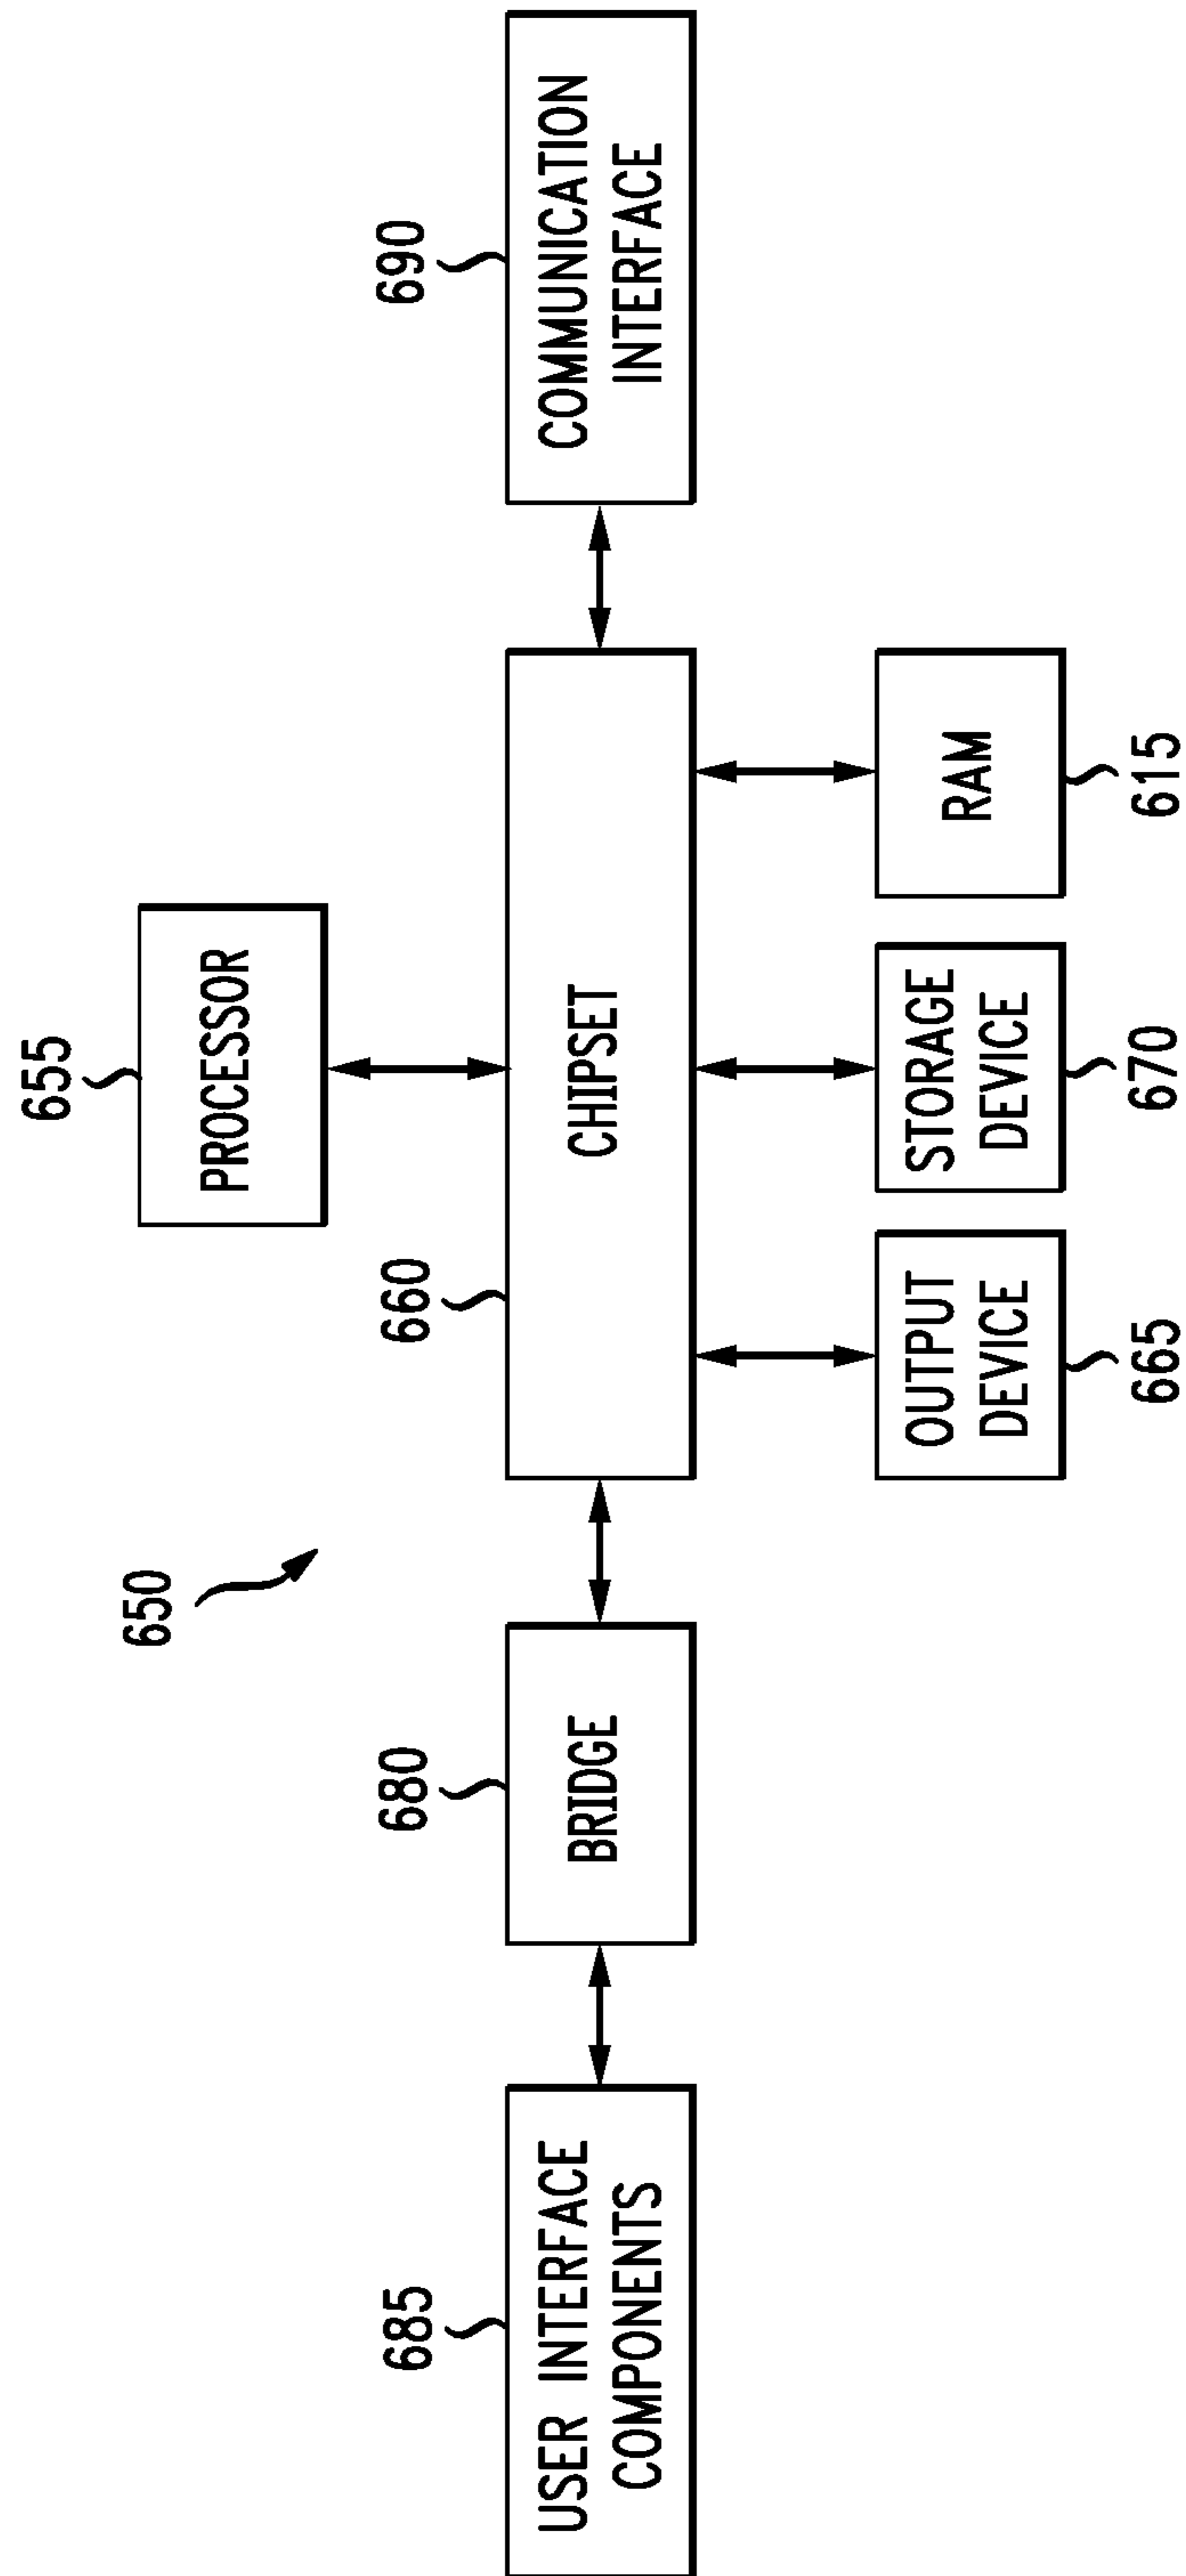 650
655
PROCESSOR
685
USER INTERFACE
COMPONENTS
680
BRIDGE
660
CHIPSET
690
COMMUNICATION
INTERFACE
OUTPUT
DEVICE
665
STORAGE
DEVICE
670
RAM
615